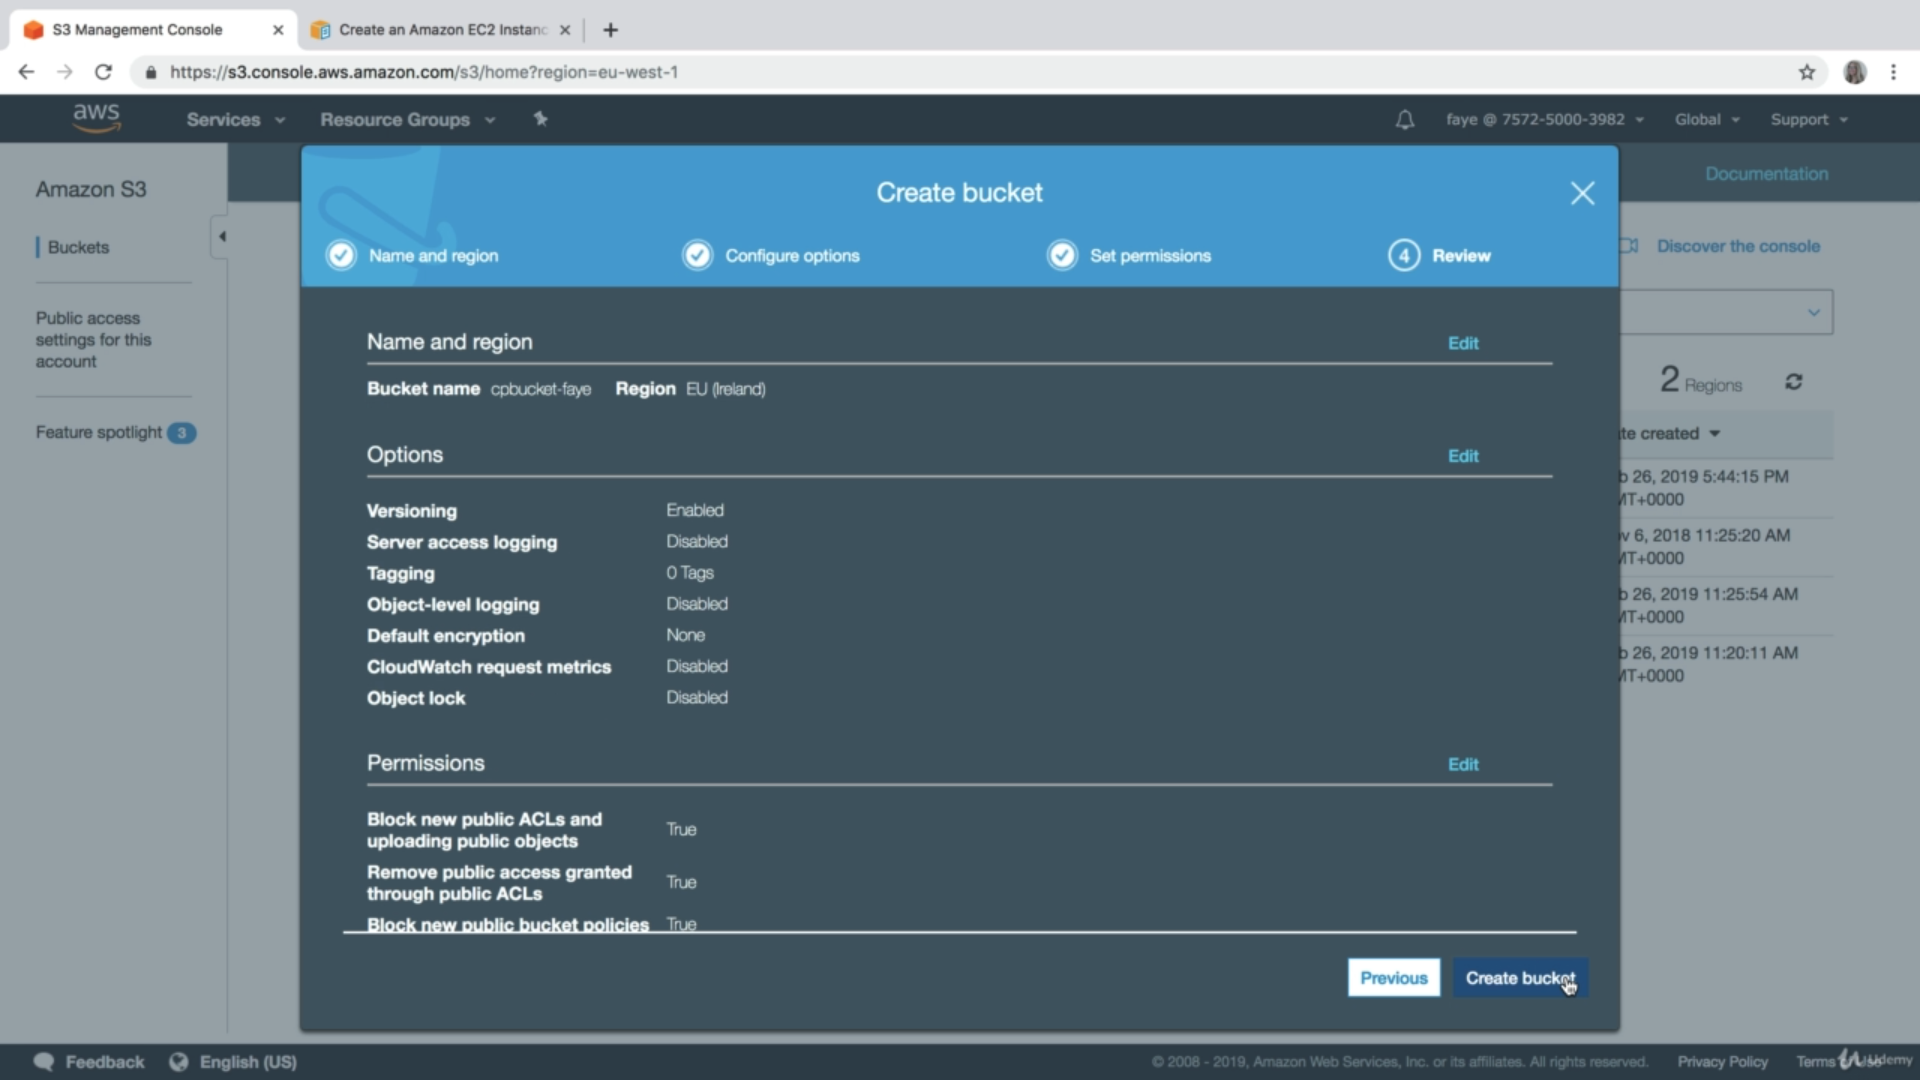 S3 Management Console
Create an Amazon EC2 Instanc
https://s3.console.aws.amazon.com/s3/home?region=eu-west-1
aws
Services
Resource Groups
faye @ 7572-5000-3982
Global
Support
Amazon S3
Buckets
Public access
settings for this
account
Feature spotlight 3
Documentation
Discover the console
2 Regions
te created
Create bucket
Name and region
Configure options
Set permissions
4 Review
Name and region
Edit
Bucket name cpbucket-faye Region EU (Ireland)
Options
Edit
Versioning Enabled
Server access logging Disabled
Tagging 0 Tags
Object-level logging Disabled
Default encryption None
CloudWatch request metrics Disabled
Object lock Disabled
Permissions
Edit
Block new public ACLs and
uploading public objects True
Remove public access granted
through public ACLs True
Block new public bucket policies True
Previous
Create bucket
b 26, 2019 5:44:15 PM
MT+0000
v 6, 2018 11:25:20 AM
MT+0000
b 26, 2019 11:25:54 AM
MT+0000
b 26, 2019 11:20:11 AM
MT+0000
Feedback
English (US)
© 2008 - 2019, Amazon Web Services, Inc. or its affiliates. All rights reserved.
Privacy Policy
Terms
Udemy